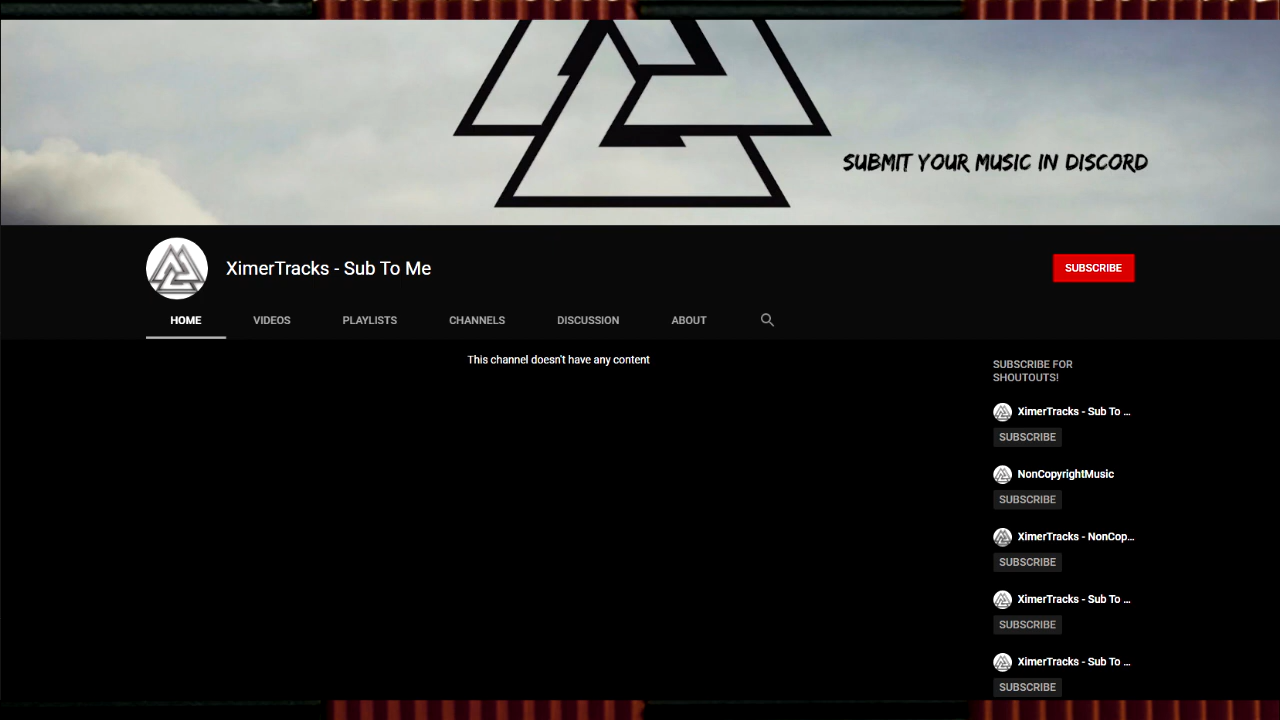 SUBMIT YOUR MUSIC IN DISCORD
XimerTracks - Sub To Me
SUBSCRIBE
HOME VIDEOS PLAYLISTS CHANNELS DISCUSSION ABOUT
This channel doesn't have any content
SUBSCRIBE FOR
SHOUTOUTS!
XimerTracks - Sub To ...
SUBSCRIBE
NonCopyrightMusic
SUBSCRIBE
XimerTracks - NonCop...
SUBSCRIBE
XimerTracks - Sub To ...
SUBSCRIBE
XimerTracks - Sub To ...
SUBSCRIBE